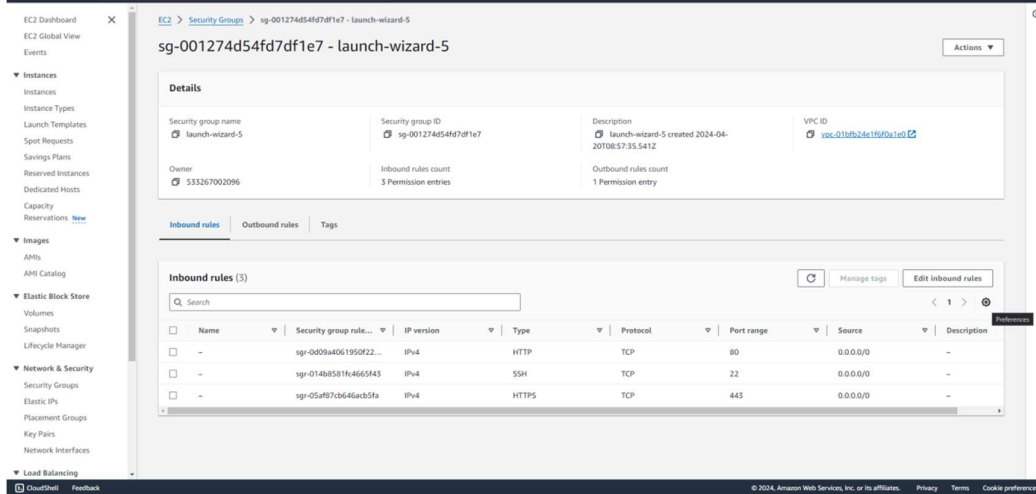 EC2 Dashboard
EC2 Global View
Events
Instances
Instances
Instance Types
Launch Templates
Spot Requests
Savings Plans
Reserved Instances
Dedicated Hosts
Capacity
Reservations New
Images
AMIs
AMI Catalog
Elastic Block Store
Volumes
Snapshots
Lifecycle Manager
Network & Security
Security Groups
Elastic IPs
Placement Groups
Key Pairs
Network Interfaces
Load Balancing
EC2 > Security Groups > sg-001274d54fd7df1e7 - launch-wizard-5
sg-001274d54fd7df1e7 - launch-wizard-5
Actions
Details
Security group name
launch-wizard-5
Security group ID
sg-001274d54fd7df1e7
Description
launch-wizard-5 created 2024-04-
20T08:57:35.541Z
VPC ID
vpc-01bfb24e1f6f0a1e0
Owner
533267002096
Inbound rules count
3 Permission entries
Outbound rules count
1 Permission entry
Inbound rules Outbound rules Tags
Inbound rules (3)
Manage tags Edit inbound rules
Search
1
Preferences
Name Security group rule... IP version Type Protocol Port range Source Description
– sgr-0d09a4061950f22... IPv4 HTTP TCP 80 0.0.0.0/0 –
– sgr-014b8581fc4665f43 IPv4 SSH TCP 22 0.0.0.0/0 –
– sgr-05af87cb646acb5fa IPv4 HTTPS TCP 443 0.0.0.0/0 –
CloudShell Feedback © 2024, Amazon Web Services, Inc. or its affiliates. Privacy Terms Cookie preference